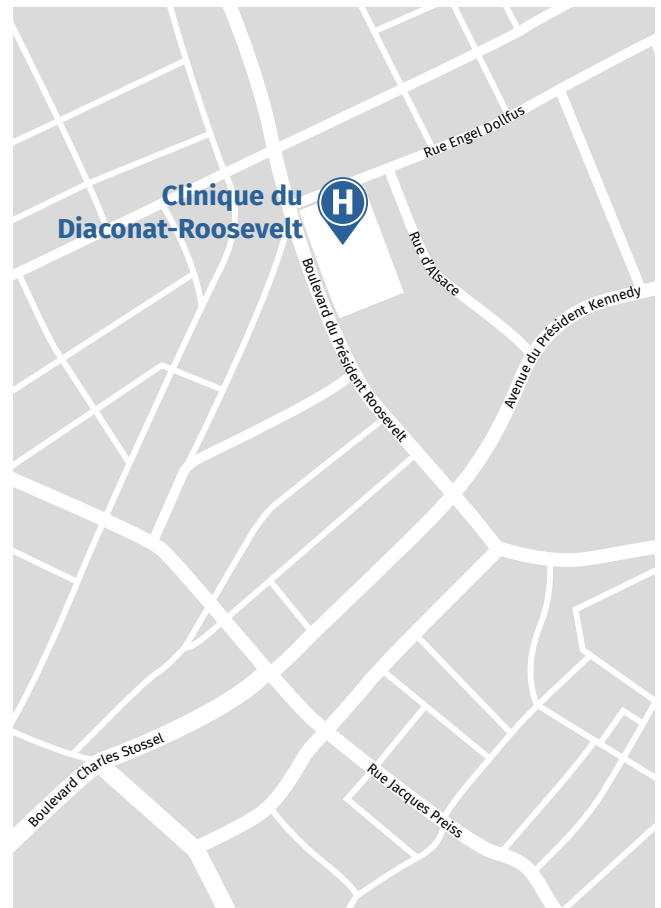 Rue Engel Dollfus
Clinique du
H
Diaconat-Roosevelt
Rue d'Alsace
Boulevard du Président Roosevelt
Avenue du Président Kennedy
Boulevard Charles Stossel
Rue Jacques Preiss